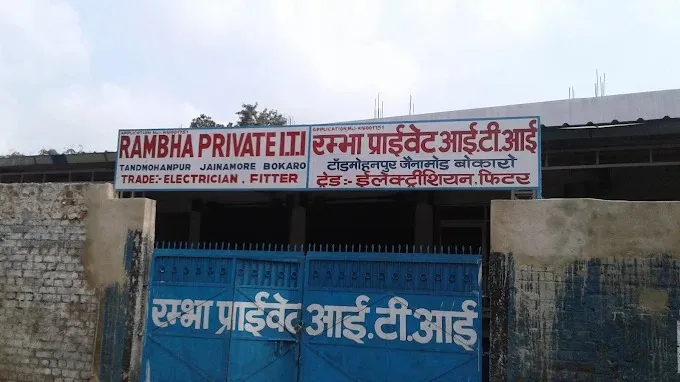 RAMBHA PRIVATE I.T.I
TANDMOHANPUR JAINAMORE BOKARO
TRADE:- ELECTRICIAN . FITTER
रम्भा प्राईवेट आई.टी.आई
टाँडमोहनपुर जैनामोड़ बोकारो
ट्रेड:- ईलेक्ट्रीशियन. फिटर
रम्भा प्राईवेट आई.टी.आई